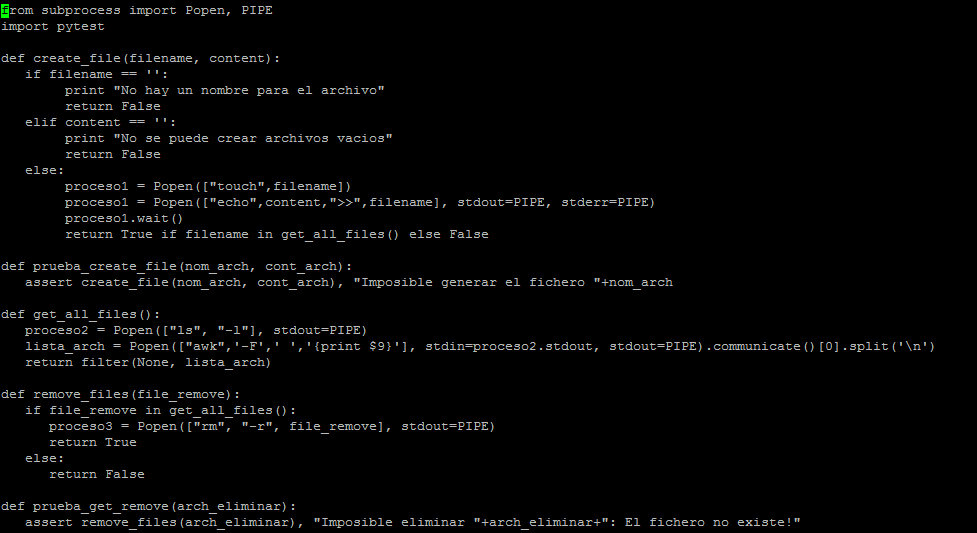 from subprocess import Popen, PIPE
import pytest

def create_file(filename, content):
   if filename == '':
        print "No hay un nombre para el archivo"
        return False
   elif content == '':
        print "No se puede crear archivos vacios"
        return False
   else:
        proceso1 = Popen(["touch",filename])
        proceso1 = Popen(["echo",content,">>",filename], stdout=PIPE, stderr=PIPE)
        proceso1.wait()
        return True if filename in get_all_files() else False

def prueba_create_file(nom_arch, cont_arch):
   assert create_file(nom_arch, cont_arch), "Imposible generar el fichero "+nom_arch

def get_all_files():
   proceso2 = Popen(["ls", "-l"], stdout=PIPE)
   lista_arch = Popen(["awk",'-F',' ','{print $9}'], stdin=proceso2.stdout, stdout=PIPE).communicate()[0].split('\n')
   return filter(None, lista_arch)

def remove_files(file_remove):
   if file_remove in get_all_files():
      proceso3 = Popen(["rm", "-r", file_remove], stdout=PIPE)
      return True
   else:
      return False

def prueba_get_remove(arch_eliminar):
   assert remove_files(arch_eliminar), "Imposible eliminar "+arch_eliminar+": El fichero no existe!"